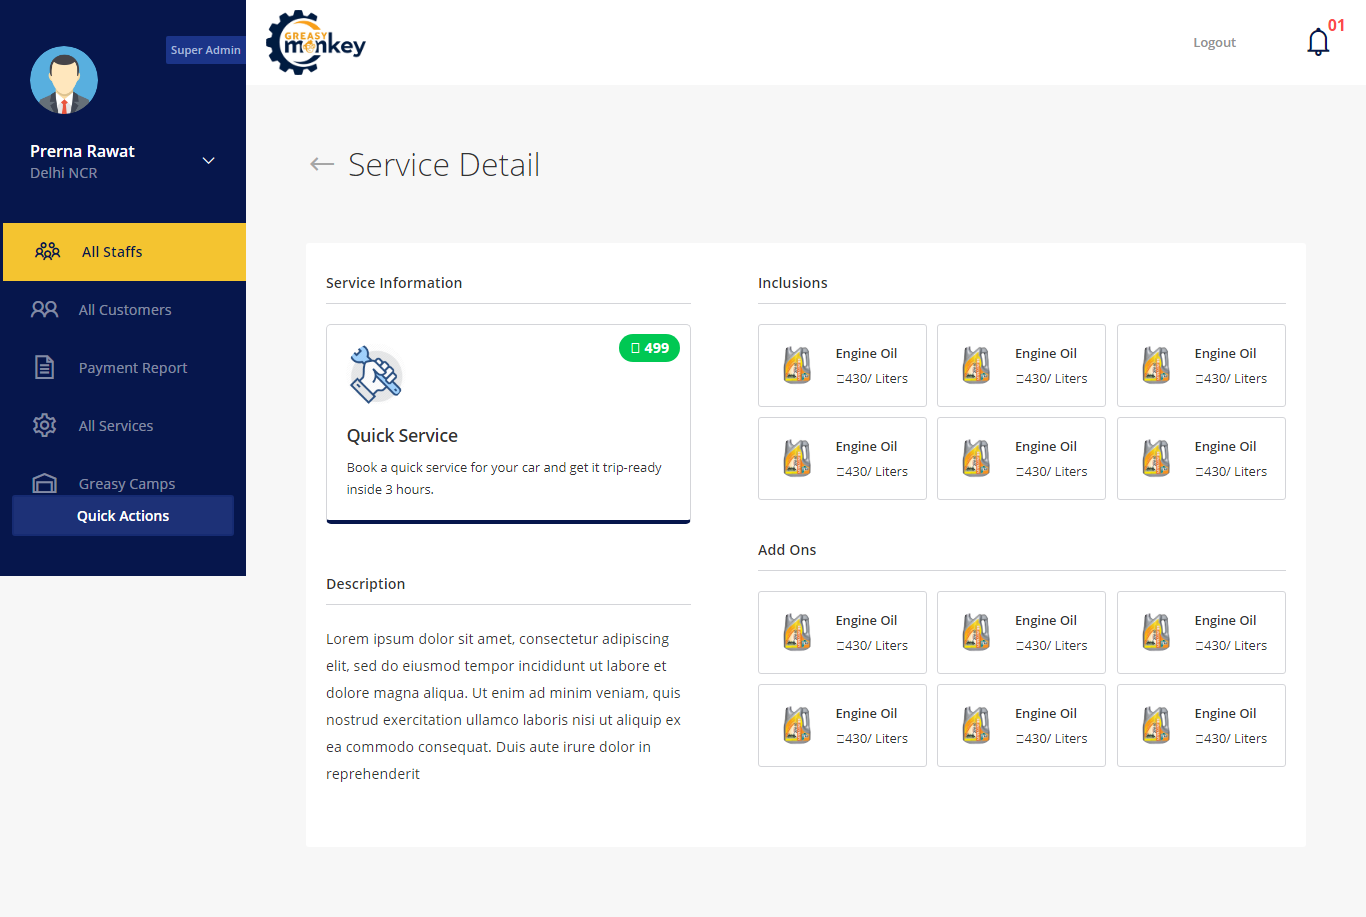 Super Admin
Prerna Rawat
Delhi NCR
All Staffs
All Customers
Payment Report
All Services
Greasy Camps
Quick Actions
GREASY
monkey
Logout
01
Service Detail
Service Information
499
Quick Service
Book a quick service for your car and get it trip-ready
inside 3 hours.
Description
Lorem ipsum dolor sit amet, consectetur adipiscing
elit, sed do eiusmod tempor incididunt ut labore et
dolore magna aliqua. Ut enim ad minim veniam, quis
nostrud exercitation ullamco laboris nisi ut aliquip ex
ea commodo consequat. Duis aute irure dolor in
reprehenderit
Inclusions
Engine Oil
430/ Liters
Engine Oil
430/ Liters
Engine Oil
430/ Liters
Engine Oil
430/ Liters
Engine Oil
430/ Liters
Engine Oil
430/ Liters
Add Ons
Engine Oil
430/ Liters
Engine Oil
430/ Liters
Engine Oil
430/ Liters
Engine Oil
430/ Liters
Engine Oil
430/ Liters
Engine Oil
430/ Liters